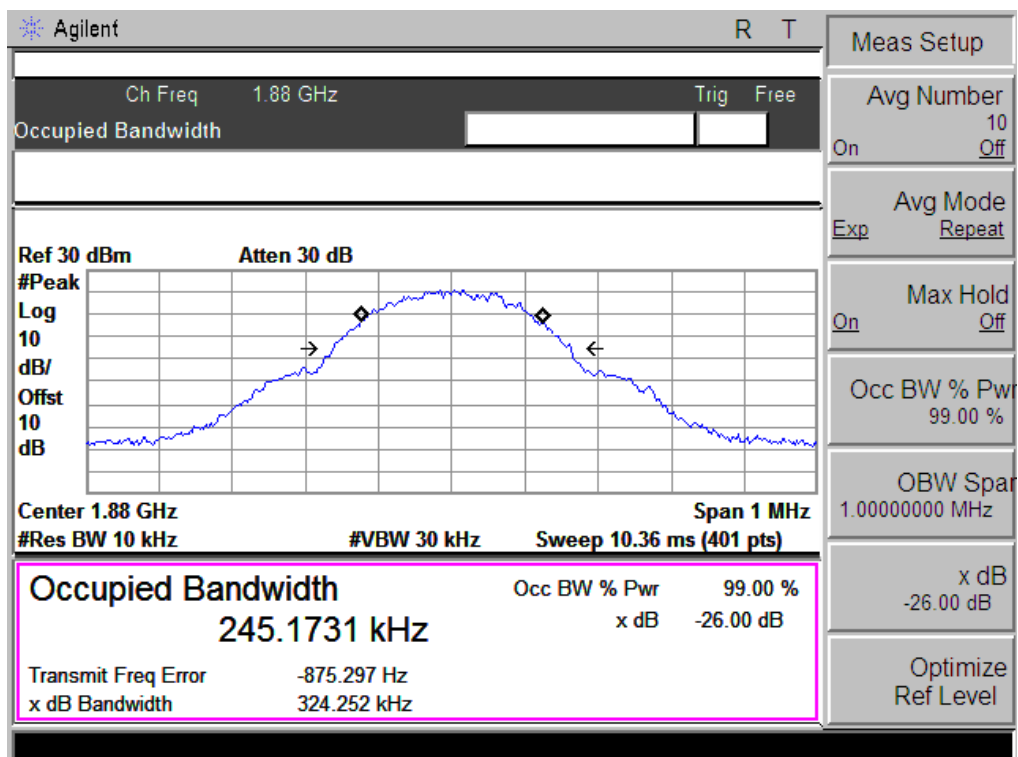 Agilent R T
Ch Freq 1.88 GHz Trig Free
Occupied Bandwidth
Ref 30 dBm Atten 30 dB
#Peak
Log
10
dB/
Offst
10
dB
Center 1.88 GHz Span 1 MHz
#Res BW 10 kHz #VBW 30 kHz Sweep 10.36 ms (401 pts)
Occupied Bandwidth Occ BW % Pwr 99.00 %
245.1731 kHz x dB -26.00 dB
Transmit Freq Error -875.297 Hz
x dB Bandwidth 324.252 kHz
Meas Setup
Avg Number
10
On Off
Avg Mode
Exp Repeat
Max Hold
On Off
Occ BW % Pwr
99.00 %
OBW Span
1.00000000 MHz
x dB
-26.00 dB
Optimize
Ref Level